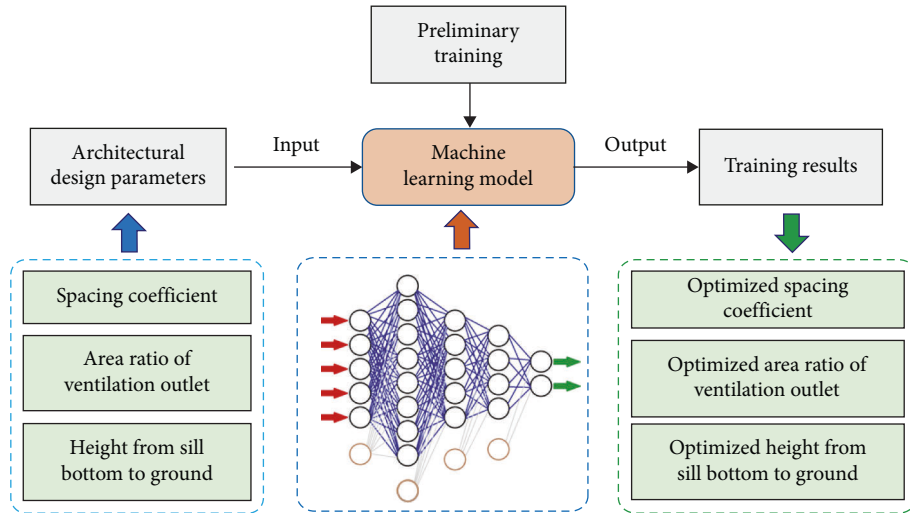 Preliminary
training
Architectural
design parameters
Input
Machine
learning model
Output
Training results
Spacing coefficient
Area ratio of
ventilation outlet
Height from sill
bottom to ground
Optimized spacing
coefficient
Optimized area ratio of
ventilation outlet
Optimized height from
sill bottom to ground